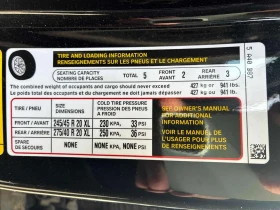 TIRE AND LOADING INFORMATION
RENSEIGNEMENTS SUR LES PNEUS ET LE CHARGEMENT
SEATING CAPACITY
NOMBRE DE PLACES
TOTAL 5
FRONT
AVANT 2
REAR
ARRIÈRE 3
The combined weight of occupants and cargo should never exceed 427 kg or 941 lbs.
Le poids total des occupants et du chargement ne doit jamais dépasser 427 kg ou 941 lb.
TIRE / PNEU
SIZE
DIMENSIONS
COLD TIRE PRESSURE
PRESSION DES PNEUS
A FROID
FRONT / AVANT 245/45 R 20 XL 230 KPA, 33 PSI
REAR / ARRIÈRE 275/40 R 20 XL 250 KPA, 36 PSI
SPARE
DE SECOURS
NONE NONE KPA, NONE PSI
SEE OWNER'S MANUAL
FOR ADDITIONAL
INFORMATION
VOIR LE MANUEL DE
L'USAGER POUR PLUS
DE RENSEIGNEMENTS